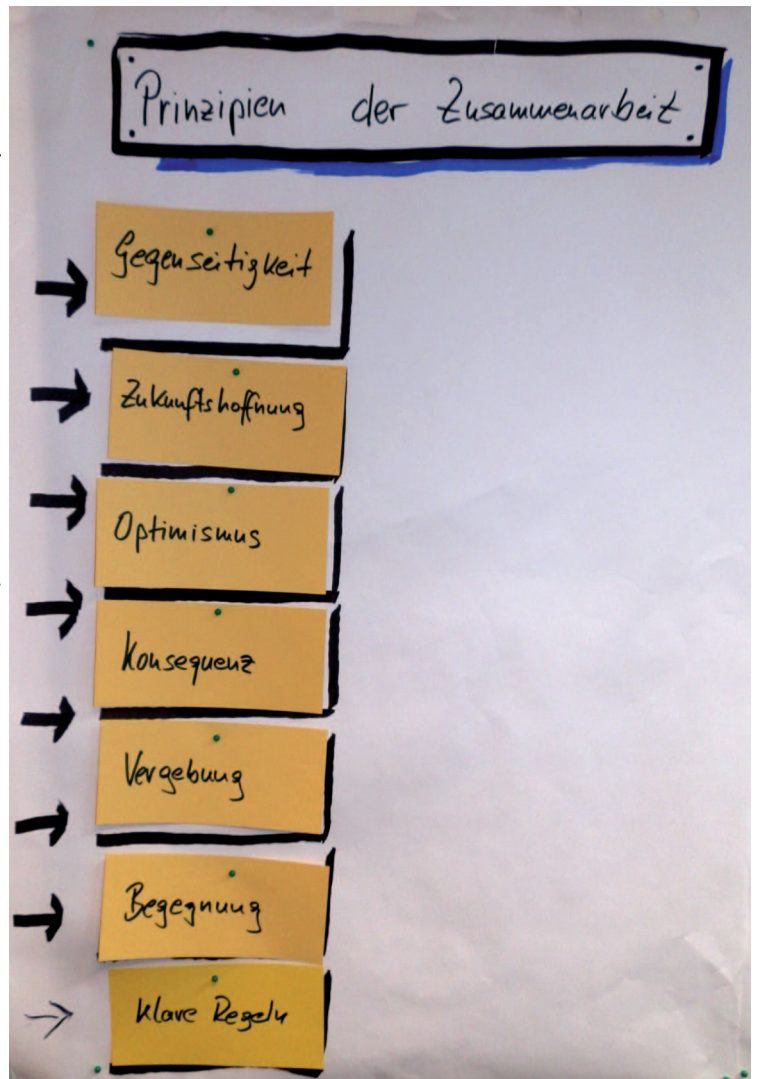 Prinzipien der Zusammenarbeit
Gegenseitigkeit
Zukunftshoffnung
Optimismus
Konsequenz
Vergebung
Begegnung
klare Regeln